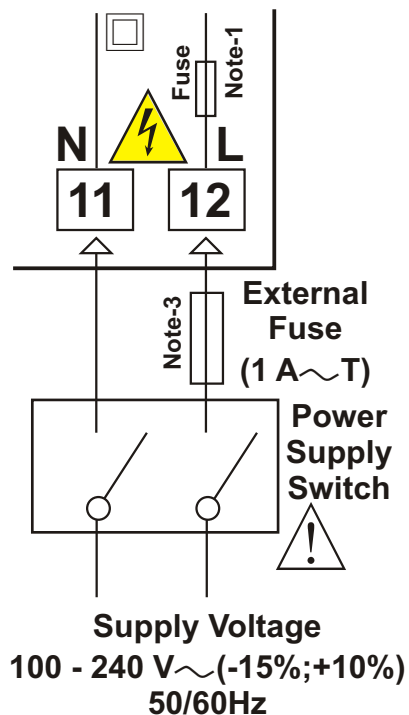 Fuse
Note-1
N
L
11
12
Note-3
External
Fuse
(1 A～T)
Power
Supply
Switch
Supply Voltage
100 - 240 V～(-15%;+10%)
50/60Hz